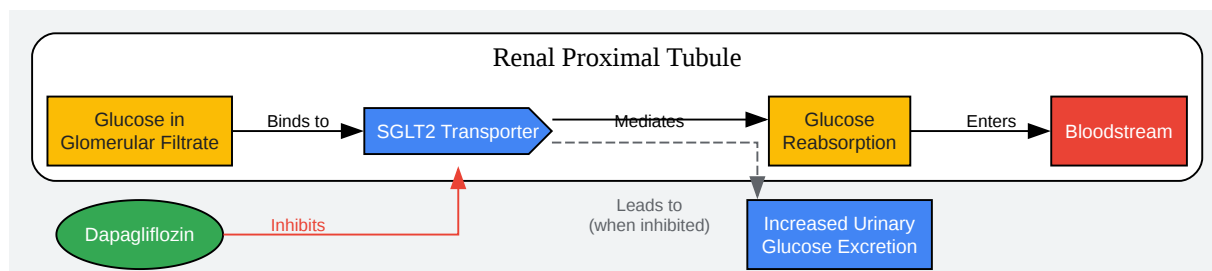 Renal Proximal Tubule
Glucose in
Glomerular Filtrate
Binds to
SGLT2 Transporter
Mediates
Glucose
Reabsorption
Enters
Bloodstream
Dapagliflozin
Inhibits
Leads to
(when inhibited)
Increased Urinary
Glucose Excretion